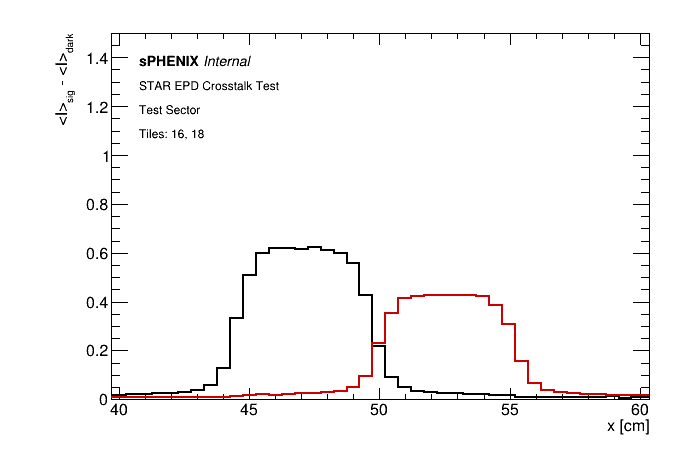 <I>sig - <I>dark
1.4
1.2
1
0.8
0.6
0.4
0.2
0
sPHENIX Internal
STAR EPD Crosstalk Test
Test Sector
Tiles: 16, 18
40 45 50 55 60
x [cm]